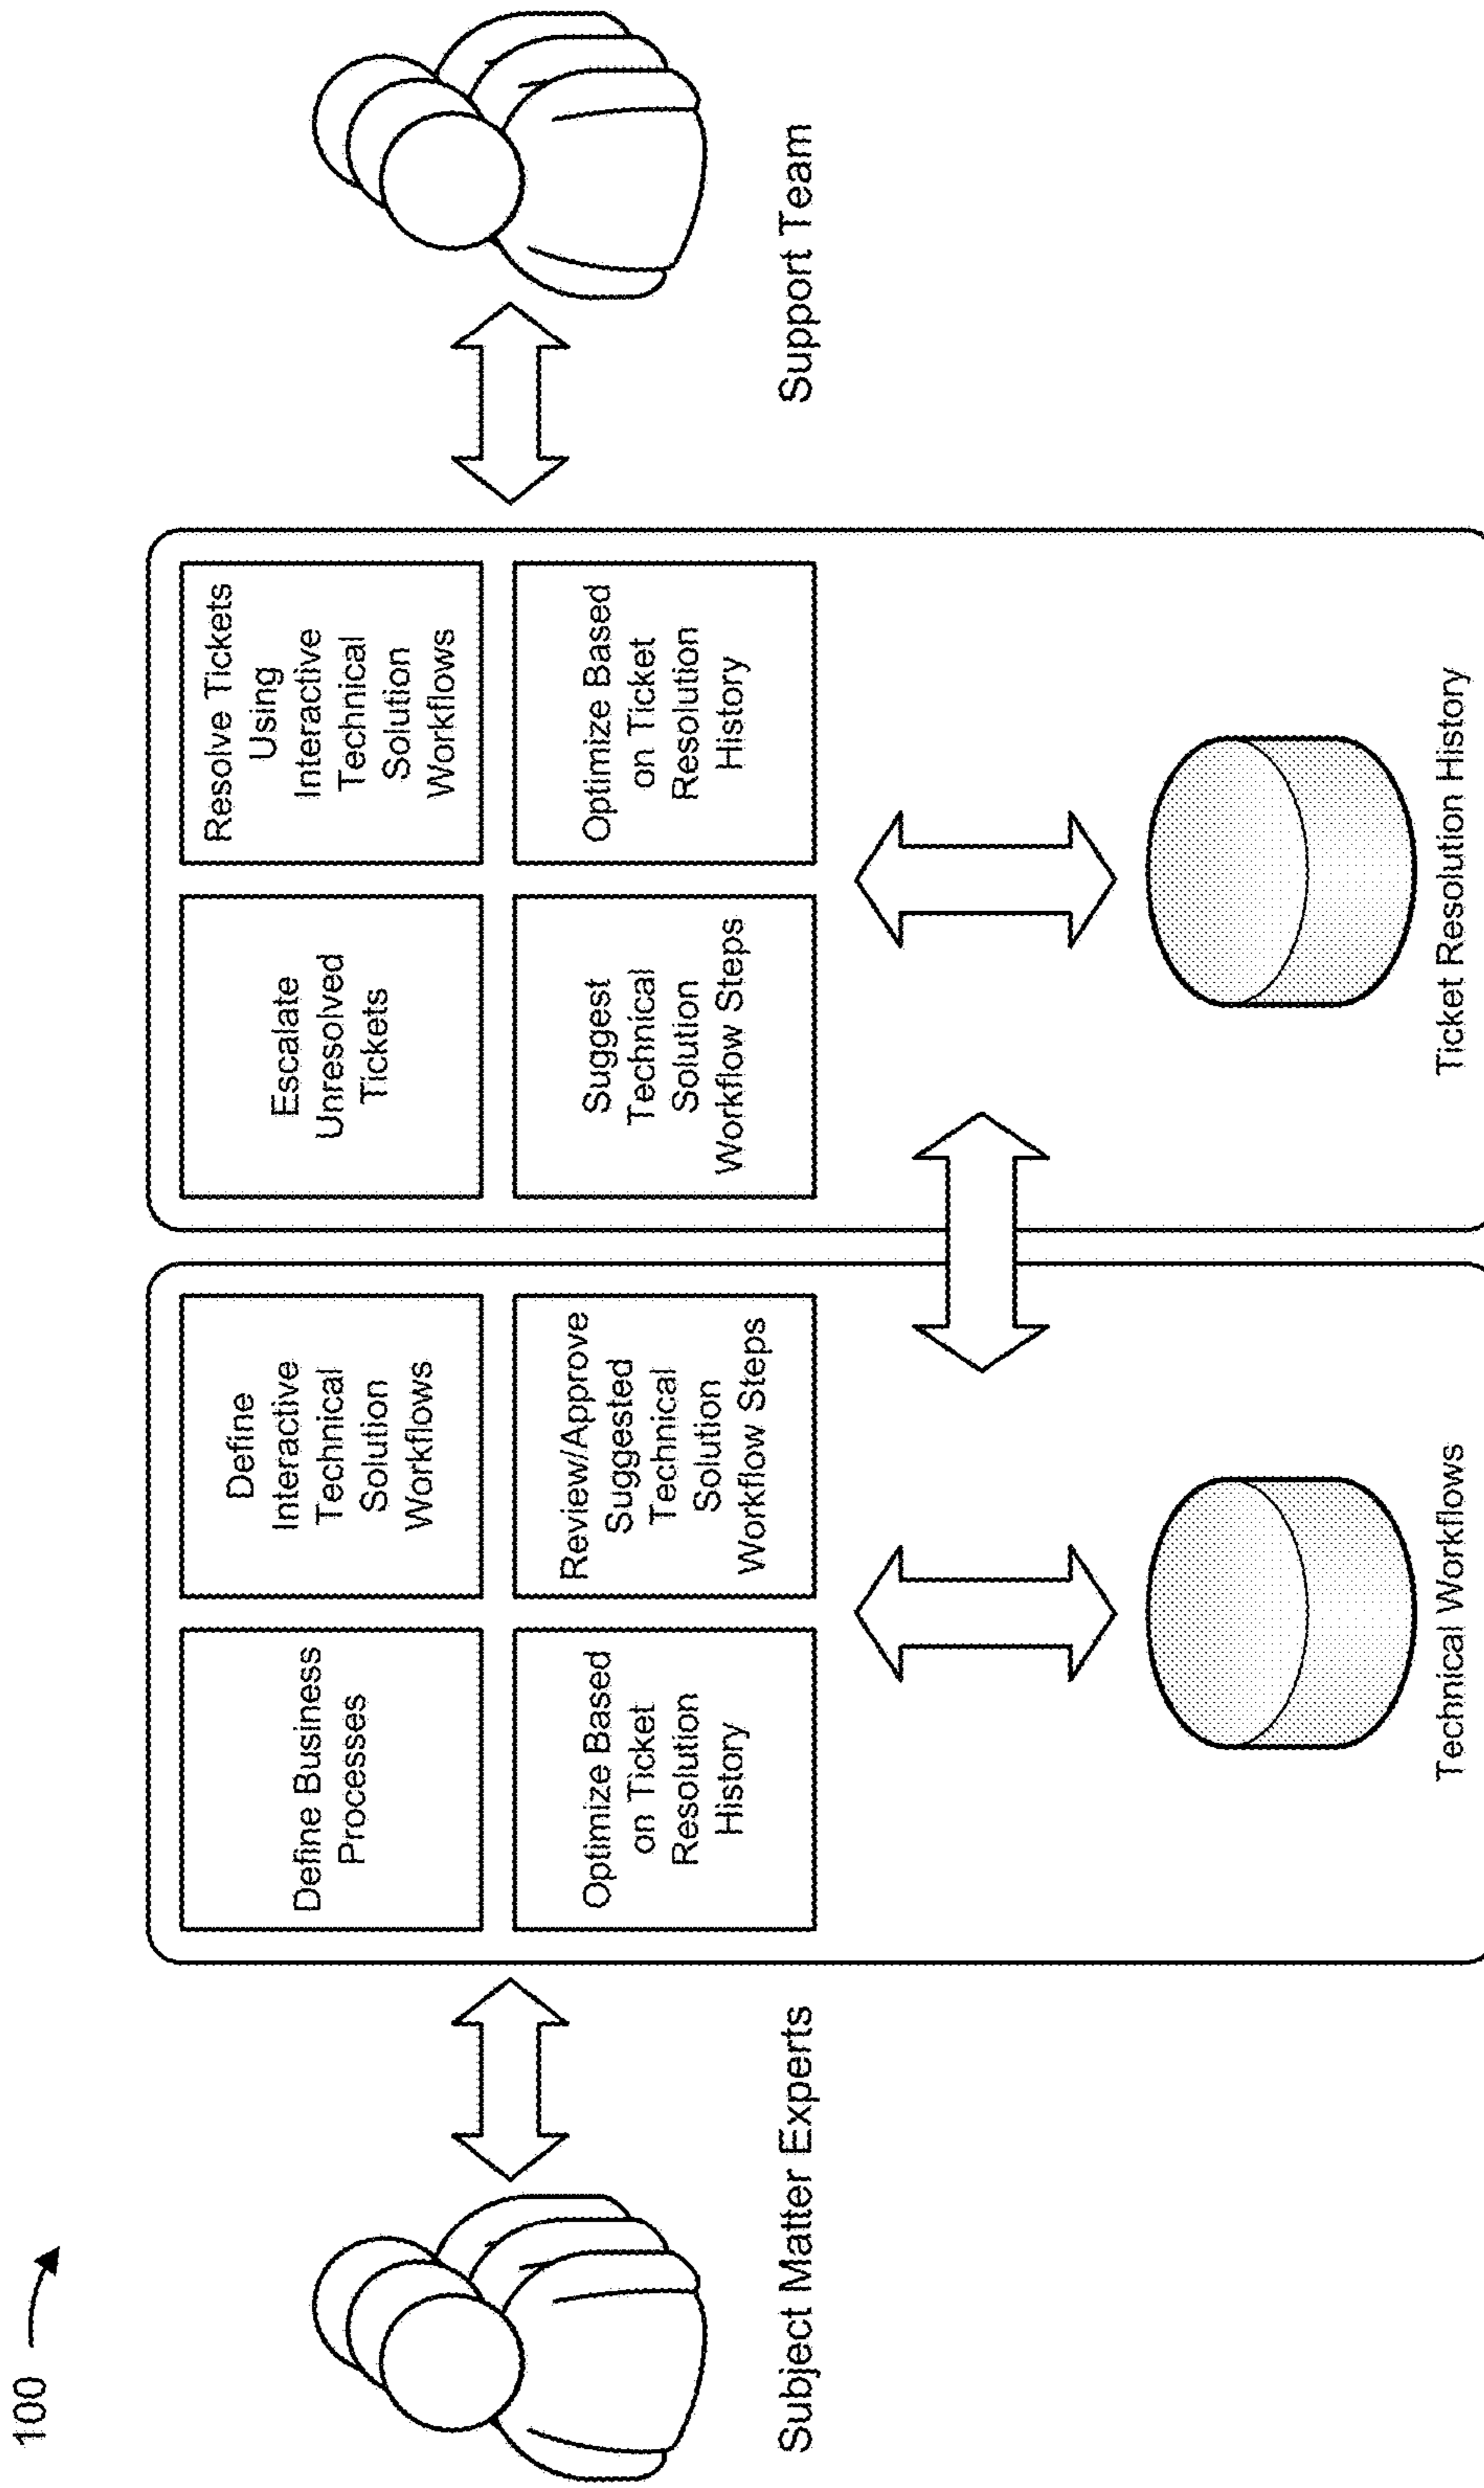 100
Define Business
Processes
Define
Interactive
Technical
Solution
Workflows
Escalate
Unresolved
Tickets
Resolve Tickets
Using
Interactive
Technical
Solution
Workflows
Optimize Based
on Ticket
Resolution
History
Review/Approve
Suggested
Technical
Solution
Workflow Steps
Suggest
Technical
Solution
Workflow Steps
Optimize Based
on Ticket
Resolution
History
Subject Matter Experts
Support Team
Technical Workflows
Ticket Resolution History